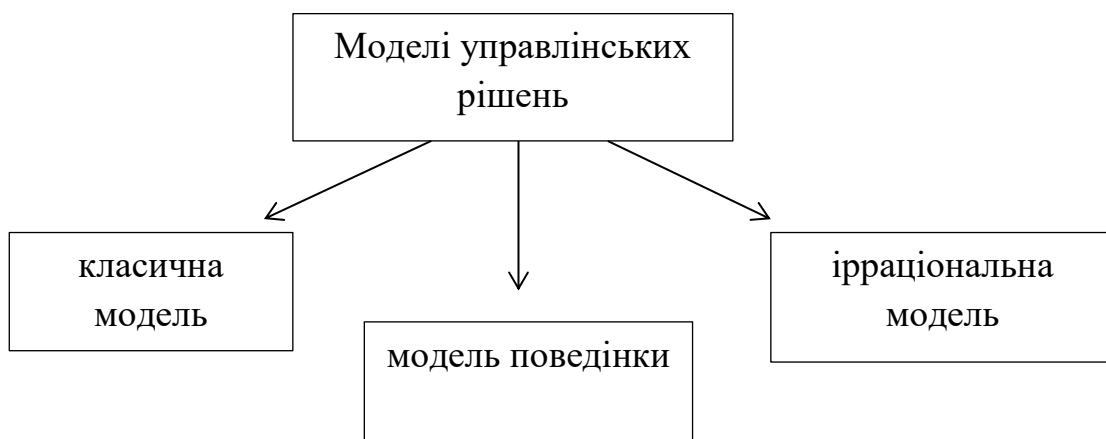 Моделі управлінських
рішень
класична
модель
модель поведінки
ірраціональна
модель